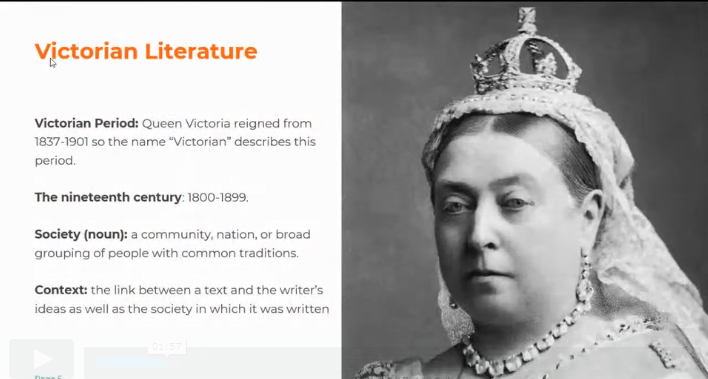 Victorian Literature
Victorian Period: Queen Victoria reigned from
1837-1901 so the name “Victorian” describes this
period.
The nineteenth century: 1800-1899.
Society (noun): a community, nation, or broad
grouping of people with common traditions.
Context: the link between a text and the writer’s
ideas as well as the society in which it was written
01:57
Page 5